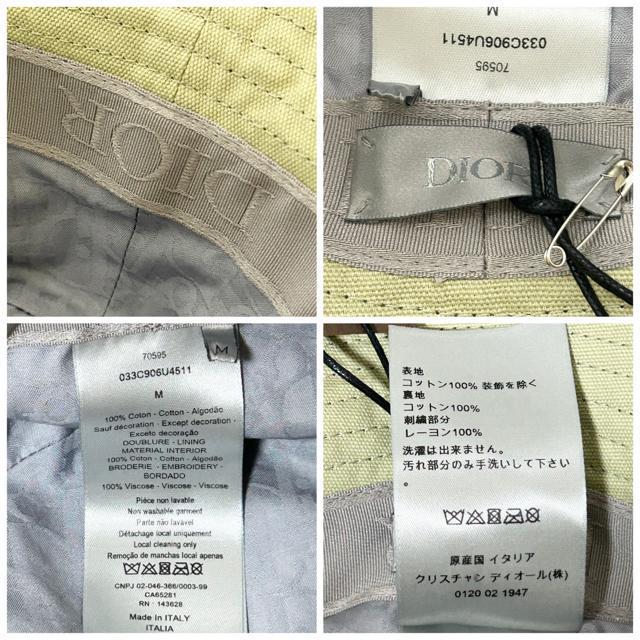 DIOR
M
033C906U4511
70595
DIOR
M
70595
033C906U4511
M
100% Coton - Cotton - Algodão
Sauf décoration - Except decoration -
Exceto decoração
DOUBLURE - LINING
MATERIAL INTERIOR
100% Coton - Cotton - Algodão
BRODERIE - EMBROIDERY -
BORDADO
100% Viscose - Viscose - Viscose
Pièce non lavable
Non washable garment
Parte não lavável
Détachage local uniquement
Local cleaning only
Remoção de manchas local apenas
CNPJ 02-046-366/0003-99
CA65281
RN : 143628
Made in ITALY
ITALIA
表地
コットン100% 装飾を除く
裏地
コットン100%
刺繍部分
レーヨン100%
洗濯は出来ません。
汚れ部分のみ手洗いして下さい
。
原産国 イタリア
クリスチャン ディオール(株)
0120 02 1947